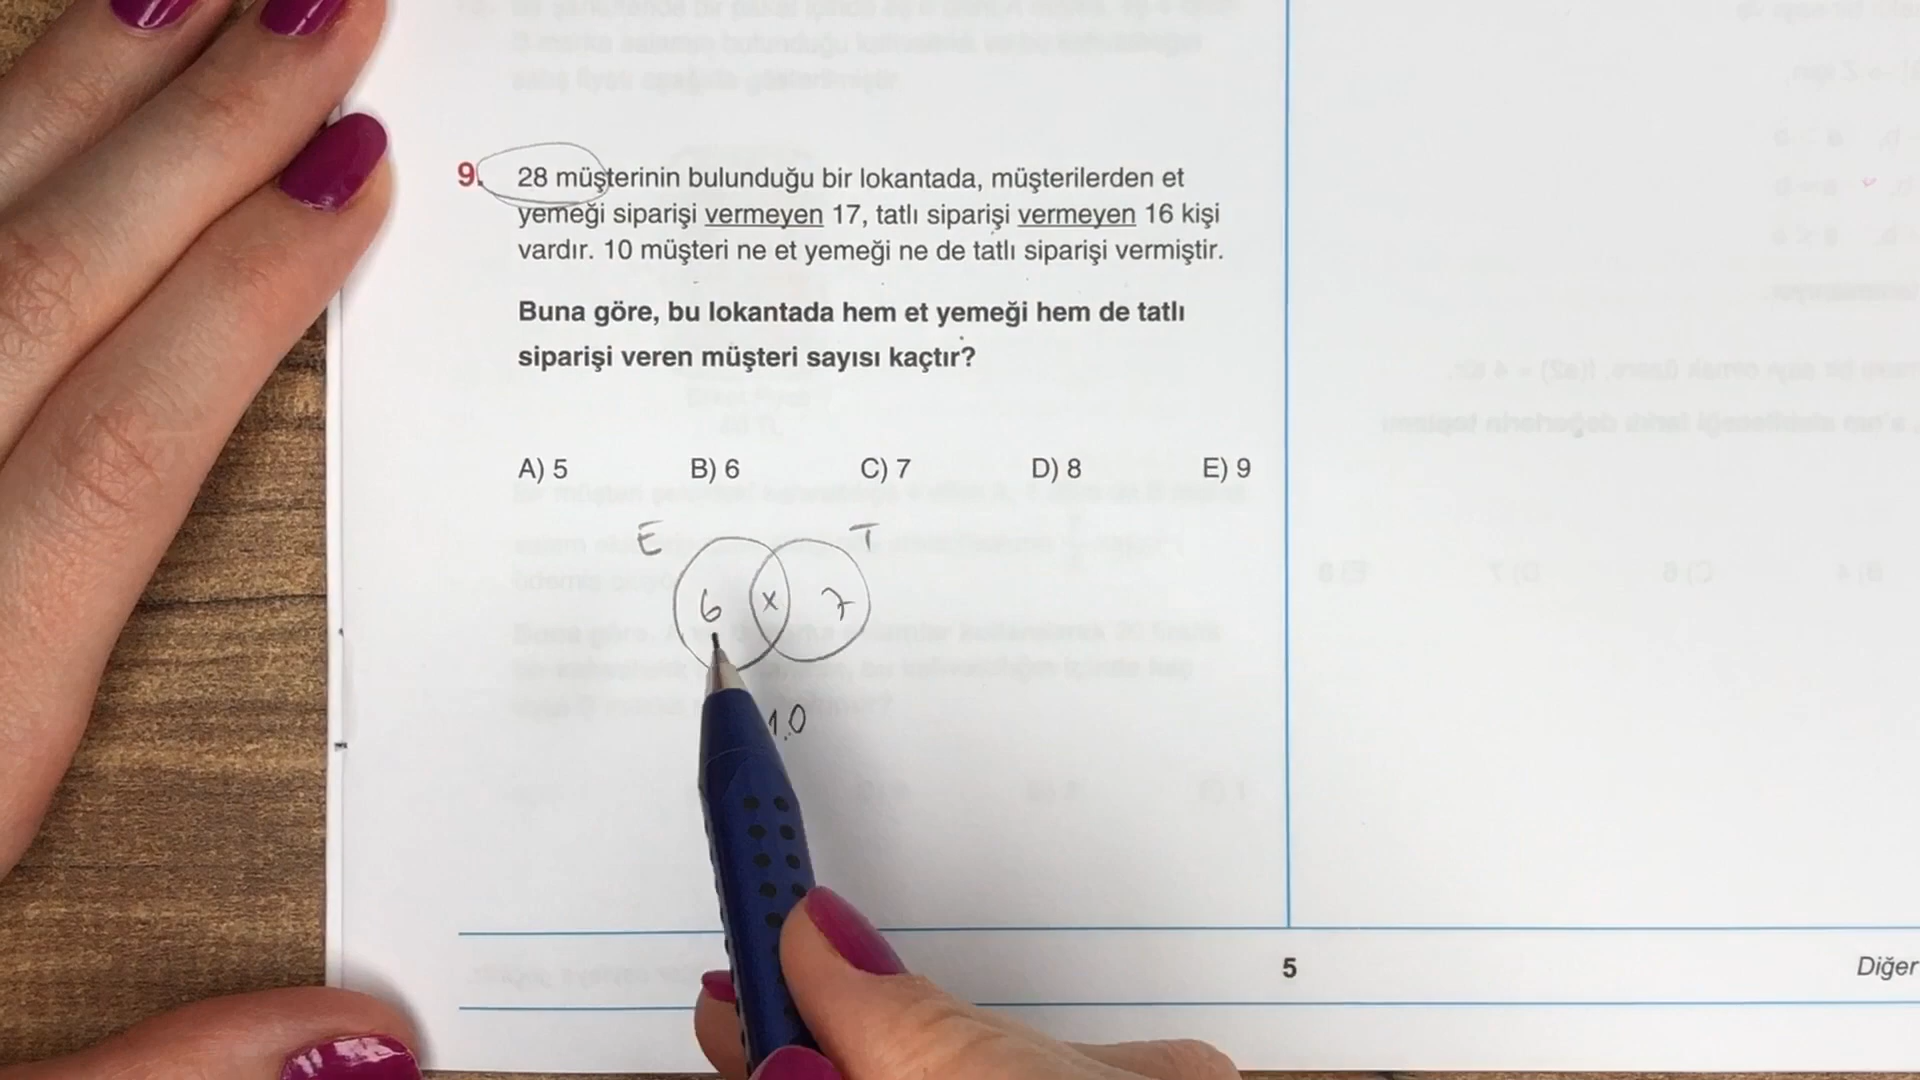 9. 28 müşterinin bulunduğu bir lokantada, müşterilerden et
yemeği siparişi vermeyen 17, tatlı siparişi vermeyen 16 kişi
vardır. 10 müşteri ne et yemeği ne de tatlı siparişi vermiştir.
Buna göre, bu lokantada hem et yemeği hem de tatlı
siparişi veren müşteri sayısı kaçtır?
A) 5 B) 6 C) 7 D) 8 E) 9
E T
6 x 7
10
5
Diğer